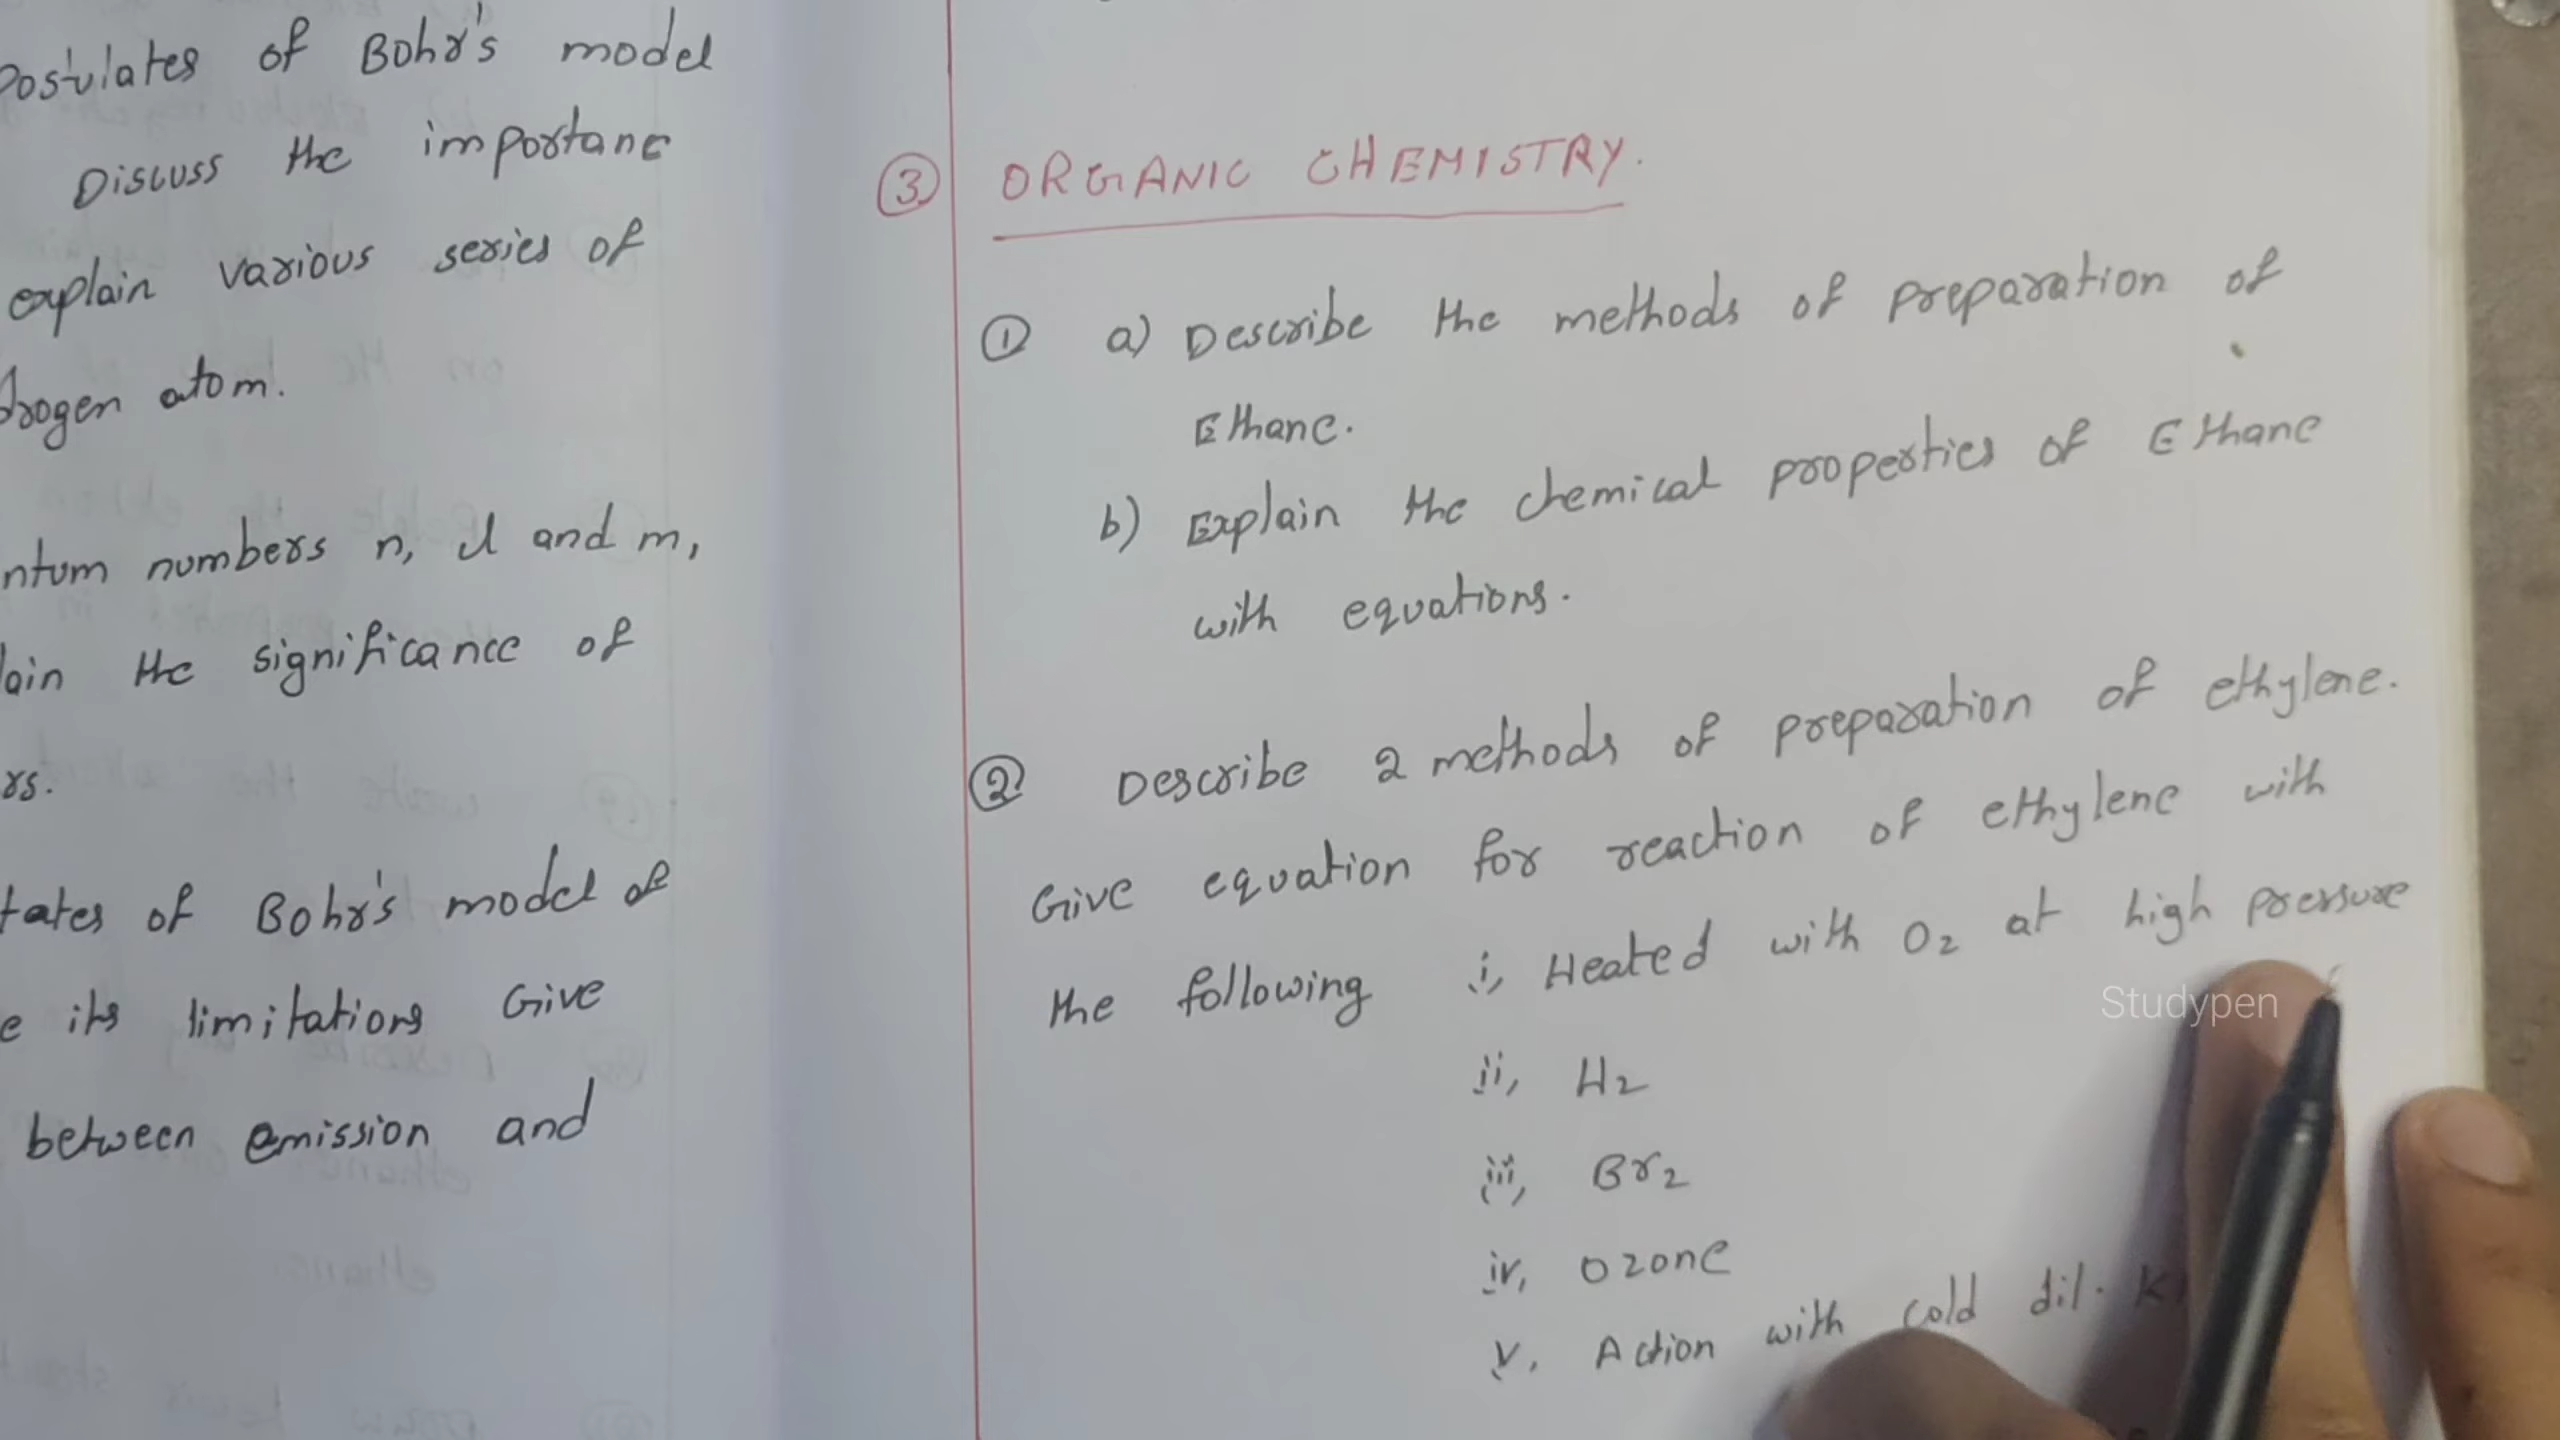 Postulates of Bohr's model
Discuss the importanc
explain various series of
drogen atom.
ntum numbers n, l and m,
lain the significance of
rs.
tates of Bohr's model of
e its limitations Give
between emission and
③ ORGANIC CHEMISTRY.
① a) Describe the methods of preparation of
Ethane.
b) Explain the chemical properties of Ethane
with equations.
② Describe 2 methods of preparation of ethylene.
Give equation for reaction of ethylene with
the following i, Heated with O2 at high pressure
ii, H2
iii, Br2
iv, Ozone
v. Action with cold dil. K
Studypen